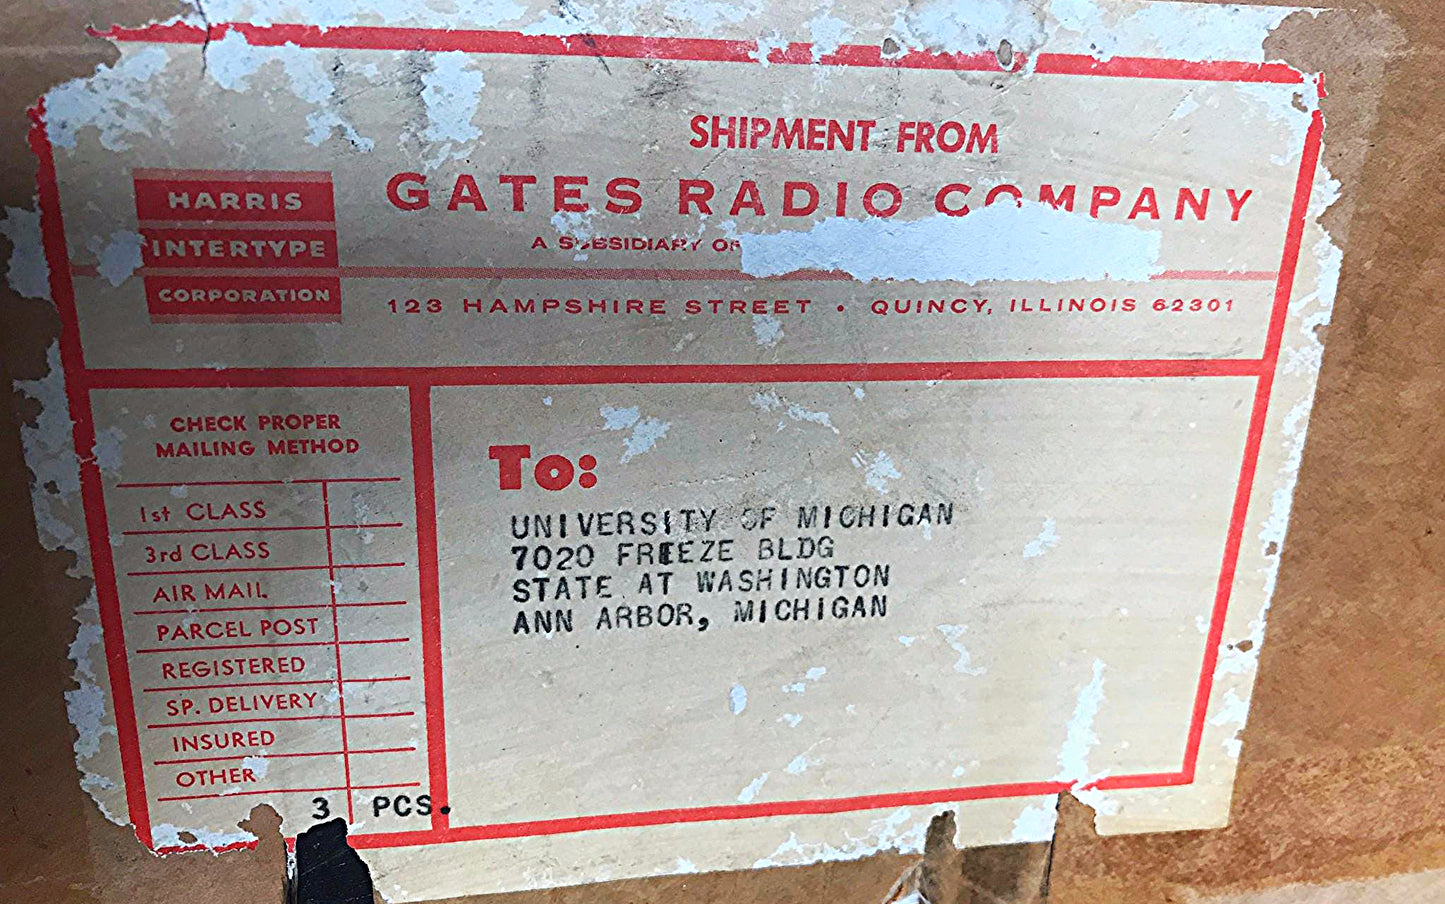 SHIPMENT FROM
GATES RADIO COMPANY
A SUBSIDIARY OF
HARRIS
INTERTYPE
CORPORATION
123 HAMPSHIRE STREET • QUINCY, ILLINOIS 62301
CHECK PROPER
MAILING METHOD
1st CLASS
3rd CLASS
AIR MAIL
PARCEL POST
REGISTERED
SP. DELIVERY
INSURED
OTHER
3 PCS.
To:
UNIVERSITY OF MICHIGAN
7020 FREEZE BLDG
STATE AT WASHINGTON
ANN ARBOR, MICHIGAN